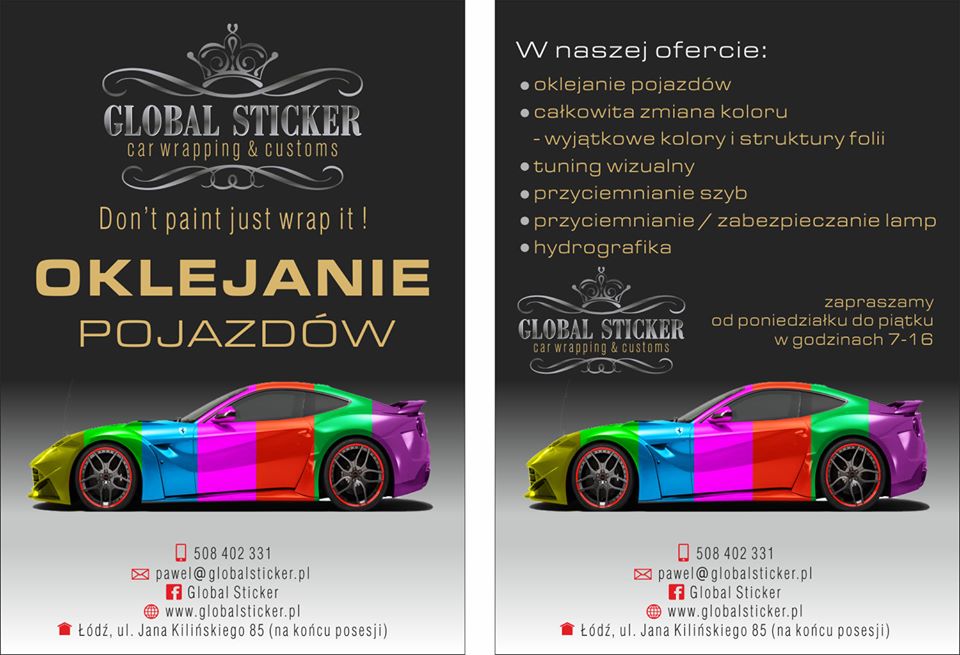 GLOBAL STICKER
car wrapping & customs
Don't paint just wrap it !
OKLEJANIE
POJAZDÓW
508 402 331
pawel@globalsticker.pl
Global Sticker
www.globalsticker.pl
Łódź, ul. Jana Kilińskiego 85 (na końcu posesji)
W naszej ofercie:
oklejanie pojazdów
całkowita zmiana koloru
- wyjątkowe kolory i struktury folii
tuning wizualny
przyciemnianie szyb
przyciemnianie / zabezpieczanie lamp
hydrografika
GLOBAL STICKER
car wrapping & customs
zapraszamy
od poniedziałku do piątku
w godzinach 7-16
508 402 331
pawel@globalsticker.pl
Global Sticker
www.globalsticker.pl
Łódź, ul. Jana Kilińskiego 85 (na końcu posesji)